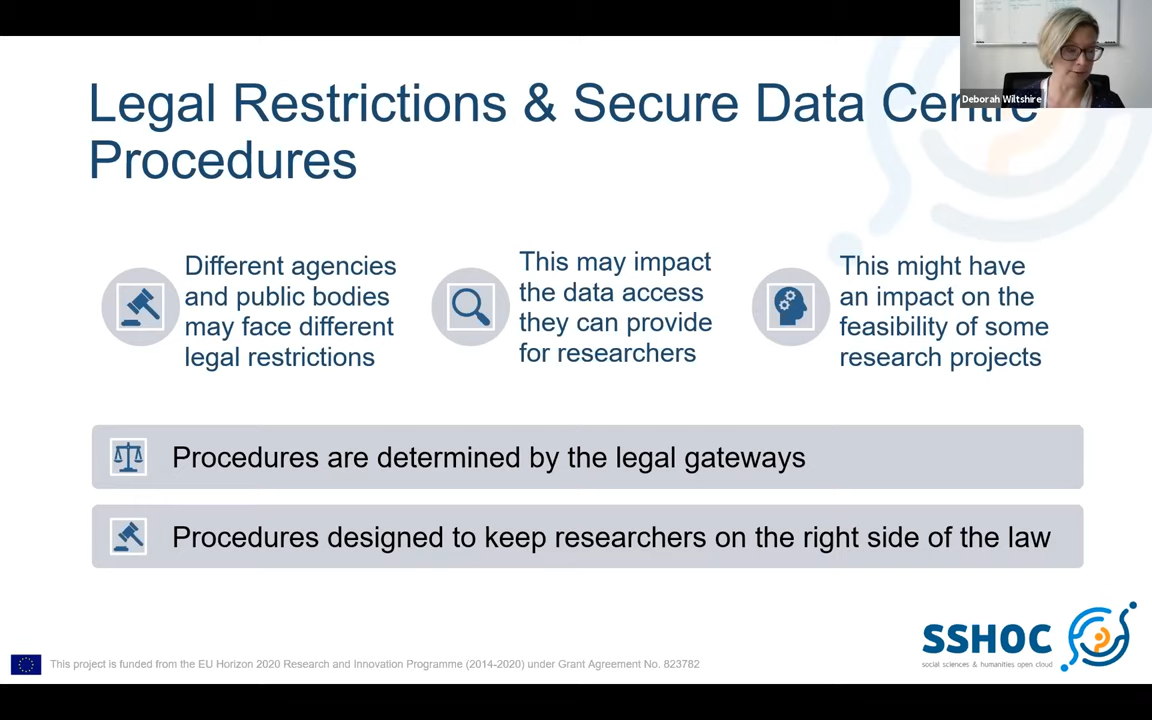 Legal Restrictions & Secure Data Centre
Procedures
Deborah Wiltshire
Different agencies
and public bodies
may face different
legal restrictions
This may impact
the data access
they can provide
for researchers
This might have
an impact on the
feasibility of some
research projects
Procedures are determined by the legal gateways
Procedures designed to keep researchers on the right side of the law
SSHOC
social sciences & humanities open cloud
This project is funded from the EU Horizon 2020 Research and Innovation Programme (2014-2020) under Grant Agreement No. 823782